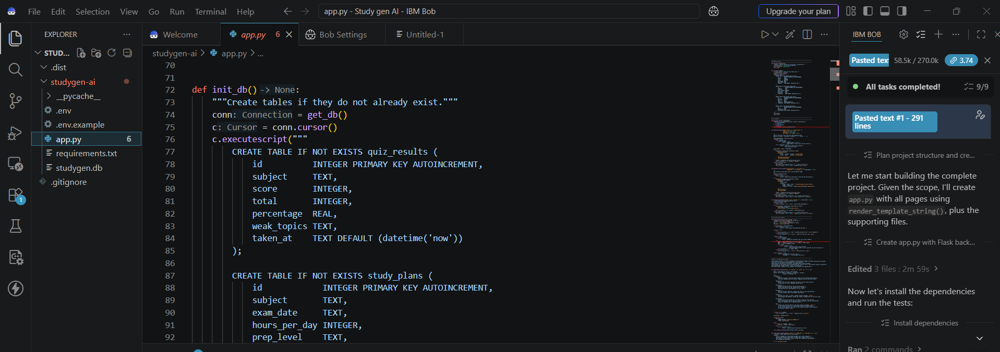 File Edit Selection View Go Run Terminal Help
app.py - Study gen AI - IBM Bob
Upgrade your plan
EXPLORER
STUD...
.dist
studygen-ai
__pycache__
.env
.env.example
app.py 6
requirements.txt
studygen.db
.gitignore
1
Welcome
app.py 6
Bob Settings
Untitled-1
studygen-ai > app.py > ...
70
71
72 def init_db() -> None:
73 """Create tables if they do not already exist."""
74 conn: Connection = get_db()
75 c: Cursor = conn.cursor()
76 c.executescript("""
77 CREATE TABLE IF NOT EXISTS quiz_results (
78 id INTEGER PRIMARY KEY AUTOINCREMENT,
79 subject TEXT,
80 score INTEGER,
81 total INTEGER,
82 percentage REAL,
83 weak_topics TEXT,
84 taken_at TEXT DEFAULT (datetime('now'))
85 );
86
87 CREATE TABLE IF NOT EXISTS study_plans (
88 id INTEGER PRIMARY KEY AUTOINCREMENT,
89 subject TEXT,
90 exam_date TEXT,
91 hours_per_day INTEGER,
92 prep_level TEXT,
IBM BOB
Pasted tex 58.5k / 270.0k 3.74
All tasks completed! 9/9
Pasted text #1 - 291
lines
Plan project structure and cre...
Let me start building the complete
project. Given the scope, I'll create
app.py with all pages using
render_template_string(), plus the
supporting files.
Create app.py with Flask back...
Edited 3 files : 2m 59s >
Now let's install the dependencies
and run the tests:
Install dependencies
Ran 2 commands >